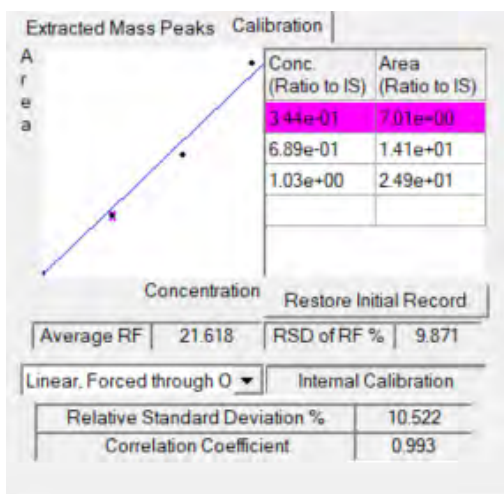 Extracted Mass Peaks Calibration
Area
Conc. Area
(Ratio to IS) (Ratio to IS)
3.44e-01 7.01e+00
6.89e-01 1.41e+01
1.03e+00 2.49e+01
Concentration
Restore Initial Record
Average RF 21.618 RSD of RF % 9.871
Linear, Forced through O Internal Calibration
Relative Standard Deviation % 10.522
Correlation Coefficient 0.993